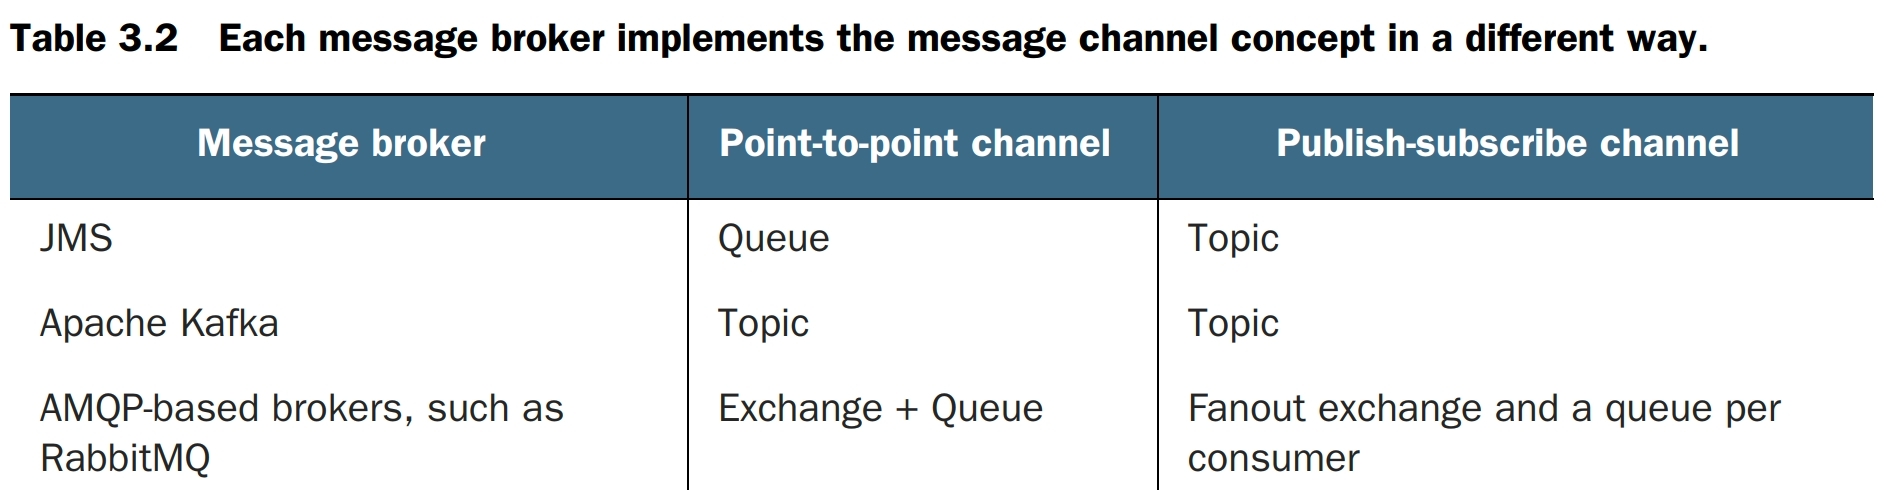 Table 3.2 Each message broker implements the message channel concept in a different way.
Message broker Point-to-point channel Publish-subscribe channel
JMS Queue Topic
Apache Kafka Topic Topic
AMQP-based brokers, such as Exchange + Queue Fanout exchange and a queue per
RabbitMQ consumer